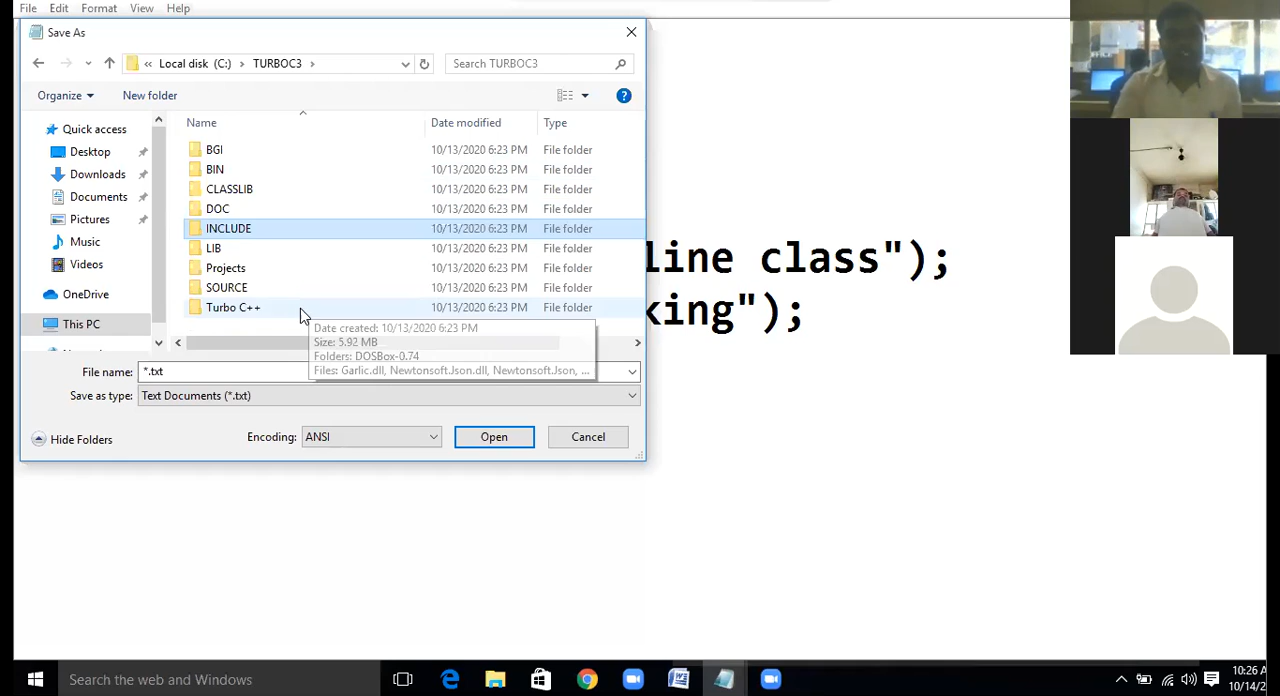 File Edit Format View Help
Save As
« Local disk (C:) > TURBOC3 >
Search TURBOC3
Organize
New folder
Name Date modified Type
Quick access
Desktop
Downloads
Documents
Pictures
Music
Videos
OneDrive
This PC
BGI 10/13/2020 6:23 PM File folder
BIN 10/13/2020 6:23 PM File folder
CLASSLIB 10/13/2020 6:23 PM File folder
DOC 10/13/2020 6:23 PM File folder
INCLUDE 10/13/2020 6:23 PM File folder
LIB 10/13/2020 6:23 PM File folder
Projects 10/13/2020 6:23 PM File folder
SOURCE 10/13/2020 6:23 PM File folder
Turbo C++ 10/13/2020 6:23 PM File folder
Date created: 10/13/2020 6:23 PM
Size: 5.92 MB
Folders: DOSBox-0.74
Files: Garlic.dll, Newtonsoft.Json.dll, Newtonsoft.Json, ...
File name: *.txt
Save as type: Text Documents (*.txt)
Hide Folders
Encoding: ANSI
Open
Cancel
line class");
king");
Search the web and Windows
10:26 A
10/14/2